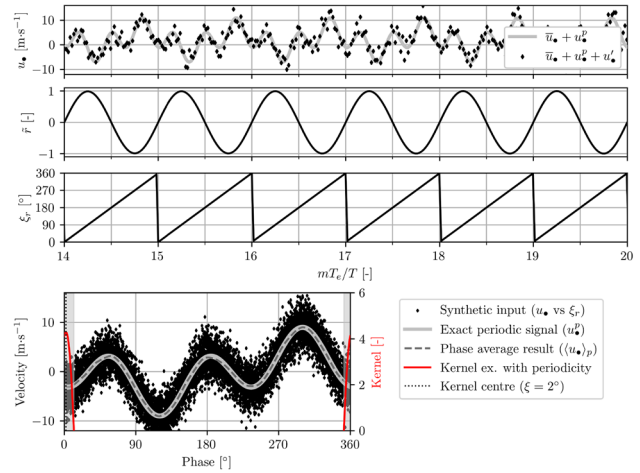 10
0
−10
u• [m·s⁻¹]
ū• + u•ᵖ
ū• + u•ᵖ + u•′
1
0
−1
r̃ [-]
360
270
180
90
0
ξᵣ [°]
14 15 16 17 18 19 20
mTₑ/T [-]
10
0
−10
Velocity [m·s⁻¹]
6
4
2
0
Kernel [-]
0 90 180 270 360
Phase [°]
Synthetic input (u• vs ξᵣ)
Exact periodic signal (u•ᵖ)
Phase average result (⟨u•⟩ₚ)
Kernel ex. with periodicity
Kernel centre (ξ = 2°)